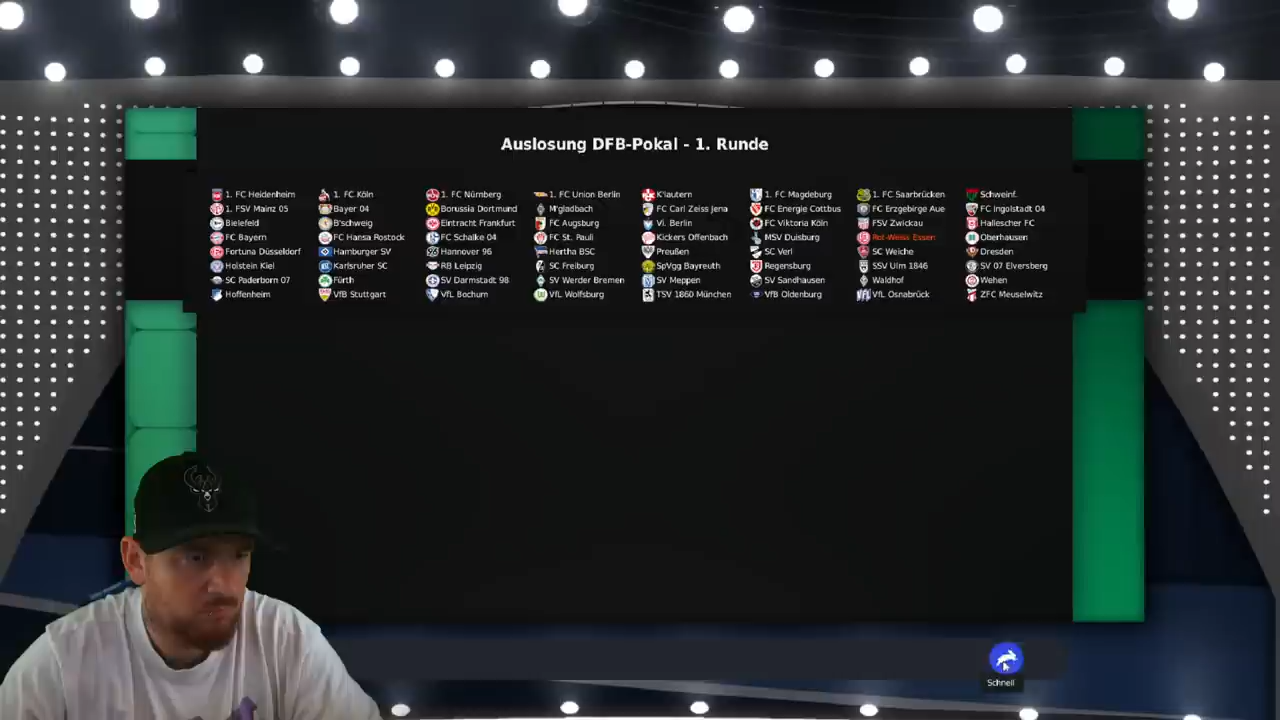 Auslosung DFB-Pokal - 1. Runde
1. FC Heidenheim 1. FC Köln 1. FC Nürnberg 1. FC Union Berlin K'lautern 1. FC Magdeburg 1. FC Saarbrücken Schweinf.
1. FSV Mainz 05 Bayer 04 Borussia Dortmund M'gladbach FC Carl Zeiss Jena FC Energie Cottbus FC Erzgebirge Aue FC Ingolstadt 04
Bielefeld B'schweig Eintracht Frankfurt FC Augsburg Vi. Berlin FC Viktoria Köln FSV Zwickau Hallescher FC
FC Bayern FC Hansa Rostock FC Schalke 04 FC St. Pauli Kickers Offenbach MSV Duisburg Rot-Weiss Essen Oberhausen
Fortuna Düsseldorf Hamburger SV Hannover 96 Hertha BSC Preußen SC Verl SC Weiche Dresden
Holstein Kiel Karlsruher SC RB Leipzig SC Freiburg SpVgg Bayreuth Regensburg SSV Ulm 1846 SV 07 Elversberg
SC Paderborn 07 Fürth SV Darmstadt 98 SV Werder Bremen SV Meppen SV Sandhausen Waldhof Wehen
Hoffenheim VfB Stuttgart VfL Bochum VfL Wolfsburg TSV 1860 München VfB Oldenburg VfL Osnabrück ZFC Meuselwitz
Schnell